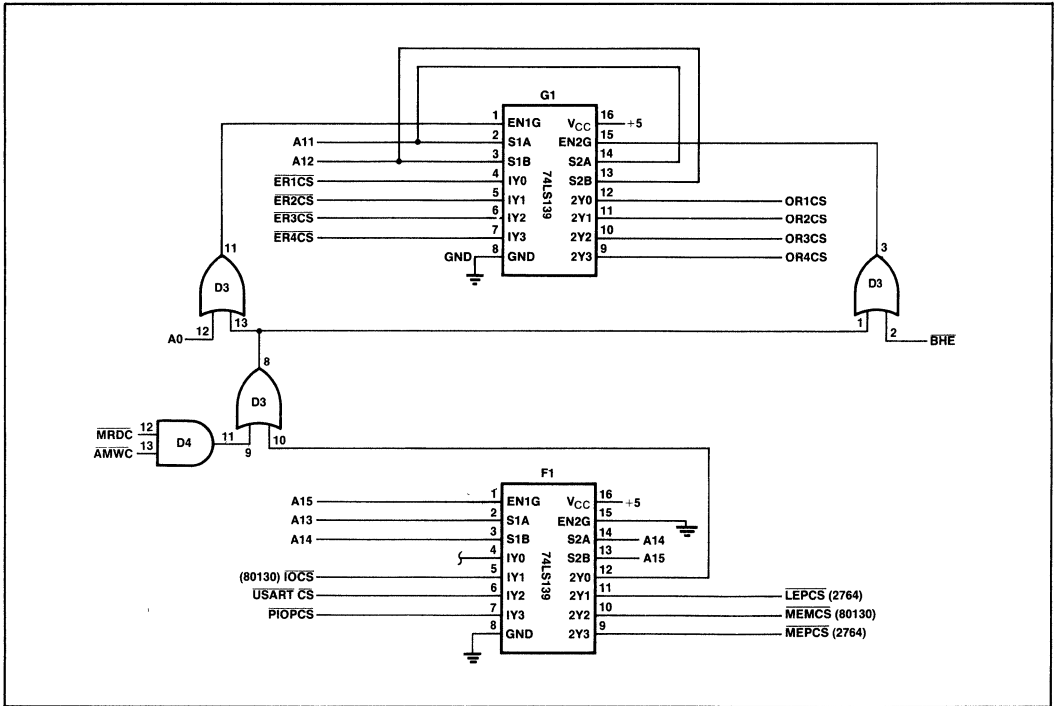 G1
1 EN1G VCC 16 +5
A11 2 S1A EN2G 15
A12 3 S1B S2A 14
ER1CS 4 IY0 S2B 13
ER2CS 5 IY1 2Y0 12 OR1CS
ER3CS 6 IY2 2Y1 11 OR2CS
ER4CS 7 IY3 2Y2 10 OR3CS
GND 8 GND 2Y3 9 OR4CS
74LS139
11
D3
12
13
A0
3
D3
1
2
BHE
8
D3
9
10
MRDC 12
AMWC 13
D4
11
F1
A15 1 EN1G VCC 16 +5
A13 2 S1A EN2G 15
A14 3 S1B S2A 14 A14
4 IY0 S2B 13 A15
(80130) IOCS 5 IY1 2Y0 12
USART CS 6 IY2 2Y1 11 LEPCS (2764)
PIOPCS 7 IY3 2Y2 10 MEMCS (80130)
8 GND 2Y3 9 MEPCS (2764)
74LS139